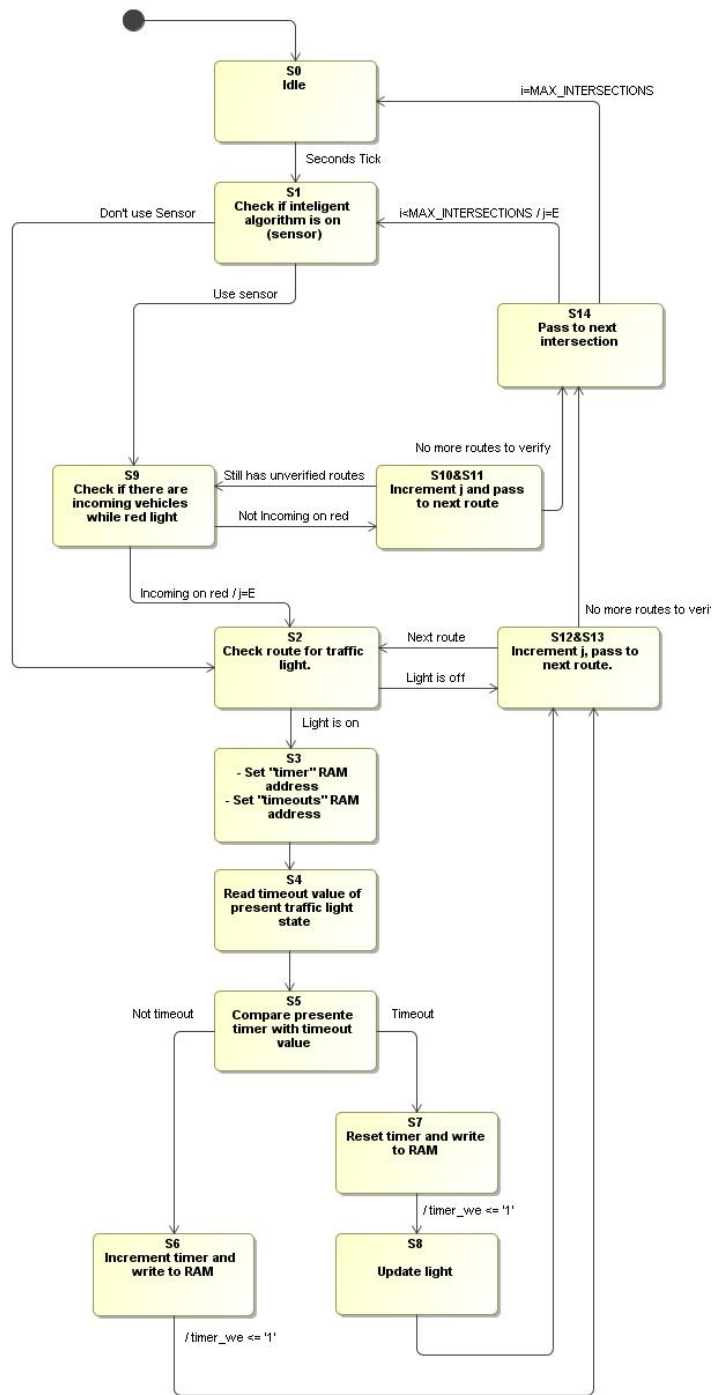 S0
Idle
i=MAX_INTERSECTIONS
Seconds Tick
S1
Check if inteligent
algorithm is on
(sensor)
Don't use Sensor
i<MAX_INTERSECTIONS / j=E
Use sensor
S14
Pass to next
intersection
No more routes to verify
S9
Check if there are
incoming vehicles
while red light
Still has unverified routes
Not Incoming on red
S10&S11
Increment j and pass
to next route
Incoming on red / j=E
No more routes to verif
S2
Check route for traffic
light.
Next route
Light is off
S12&S13
Increment j, pass to
next route.
Light is on
S3
- Set "timer" RAM
address
- Set "timeouts" RAM
address
S4
Read timeout value of
present traffic light
state
Not timeout
S5
Compare presente
timer with timeout
value
Timeout
S7
Reset timer and write
to RAM
/ timer_we <= '1'
S6
Increment timer and
write to RAM
S8
Update light
/ timer_we <= '1'